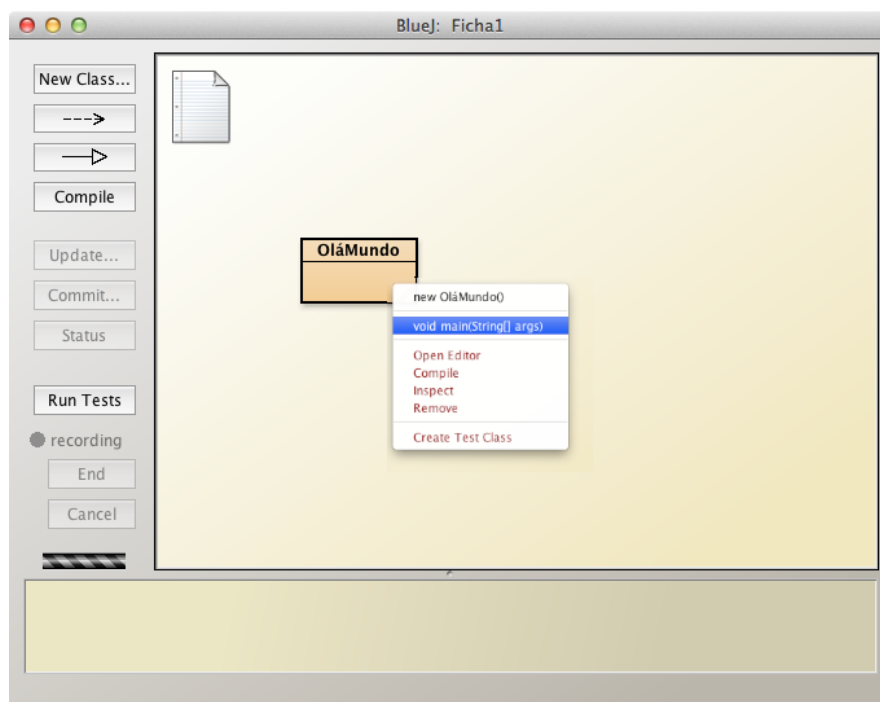 BlueJ: Ficha1
New Class...
Compile
Update...
Commit...
Status
Run Tests
recording
End
Cancel
OláMundo
new OláMundo()
void main(String[] args)
Open Editor
Compile
Inspect
Remove
Create Test Class